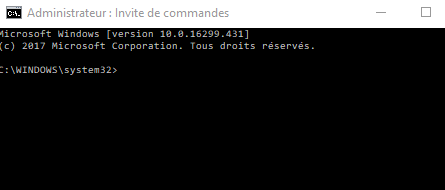 Administrateur : Invite de commandes
Microsoft Windows [version 10.0.16299.431]
(c) 2017 Microsoft Corporation. Tous droits réservés.
C:\WINDOWS\system32>